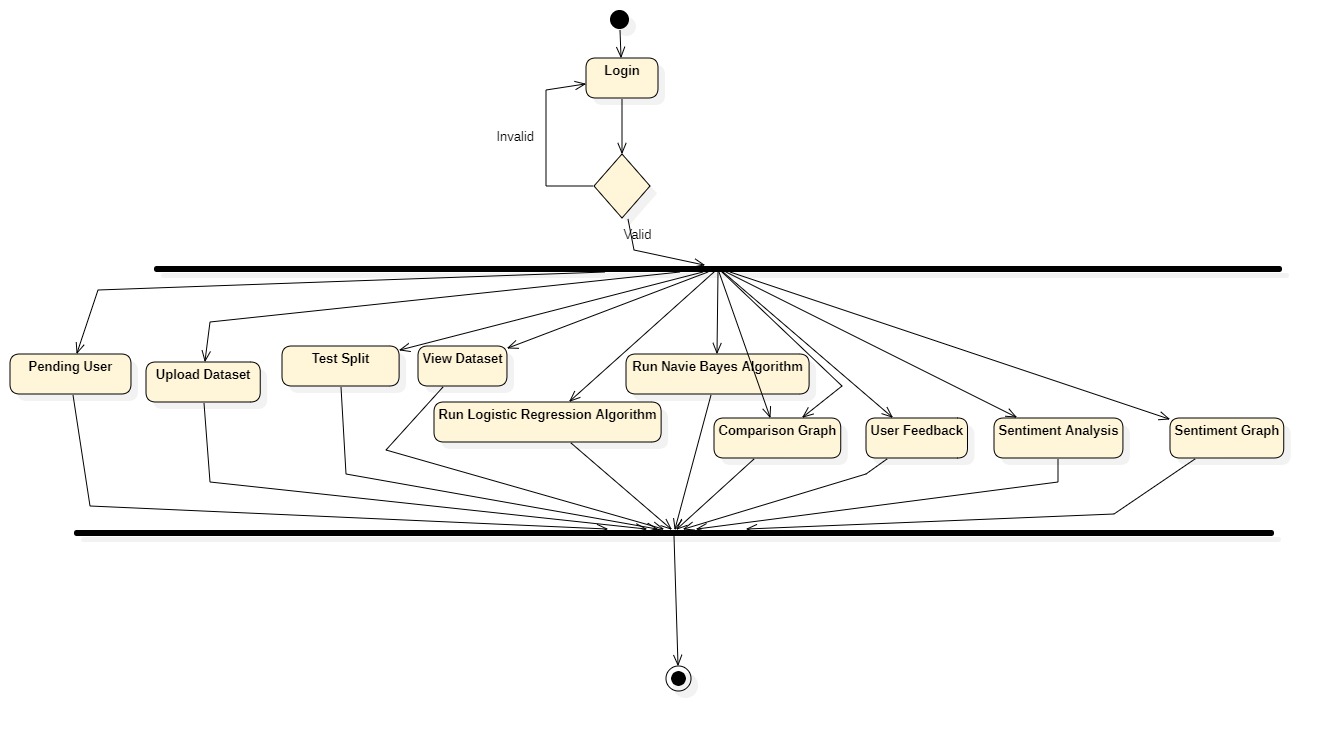 Login
Invalid
Valid
Pending User
Upload Dataset
Test Split
View Dataset
Run Logistic Regression Algorithm
Run Navie Bayes Algorithm
Comparison Graph
User Feedback
Sentiment Analysis
Sentiment Graph